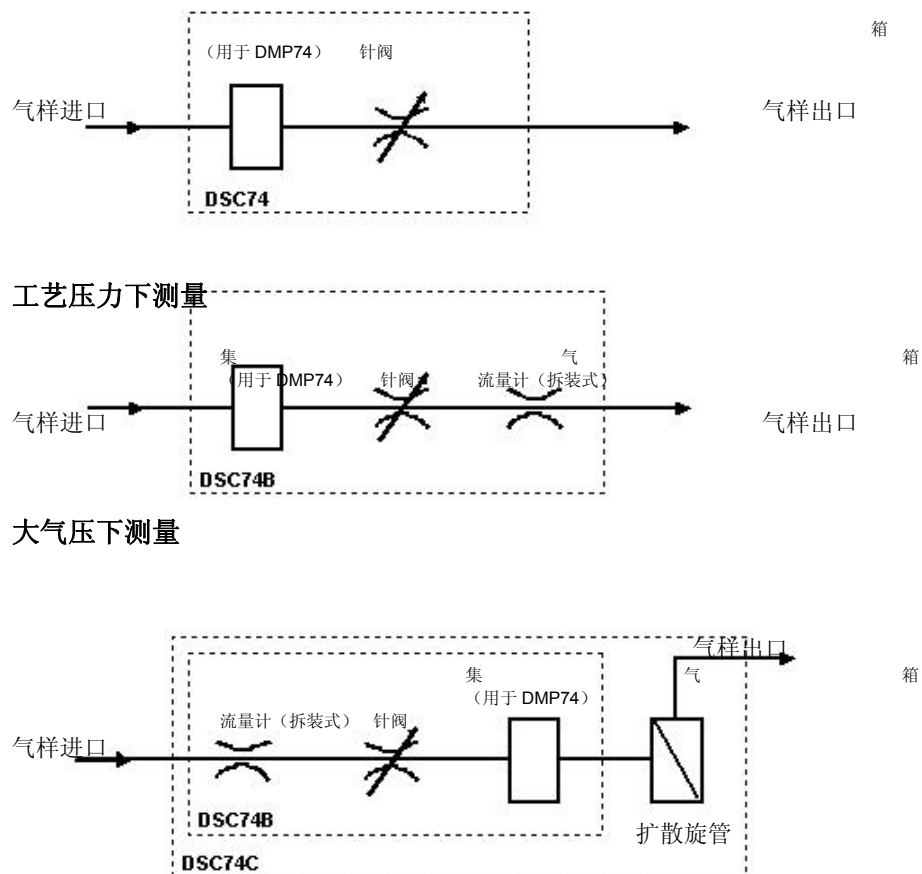 箱
（用于 DMP74） 针阀
气样进口 气样出口
DSC74
工艺压力下测量
集 气 箱
（用于 DMP74） 针阀 流量计（拆装式）
气样进口 气样出口
DSC74B
大气压下测量
气样出口
集 气 箱
（用于 DMP74）
流量计（拆装式） 针阀
气样进口
DSC74B
扩散旋管
DSC74C